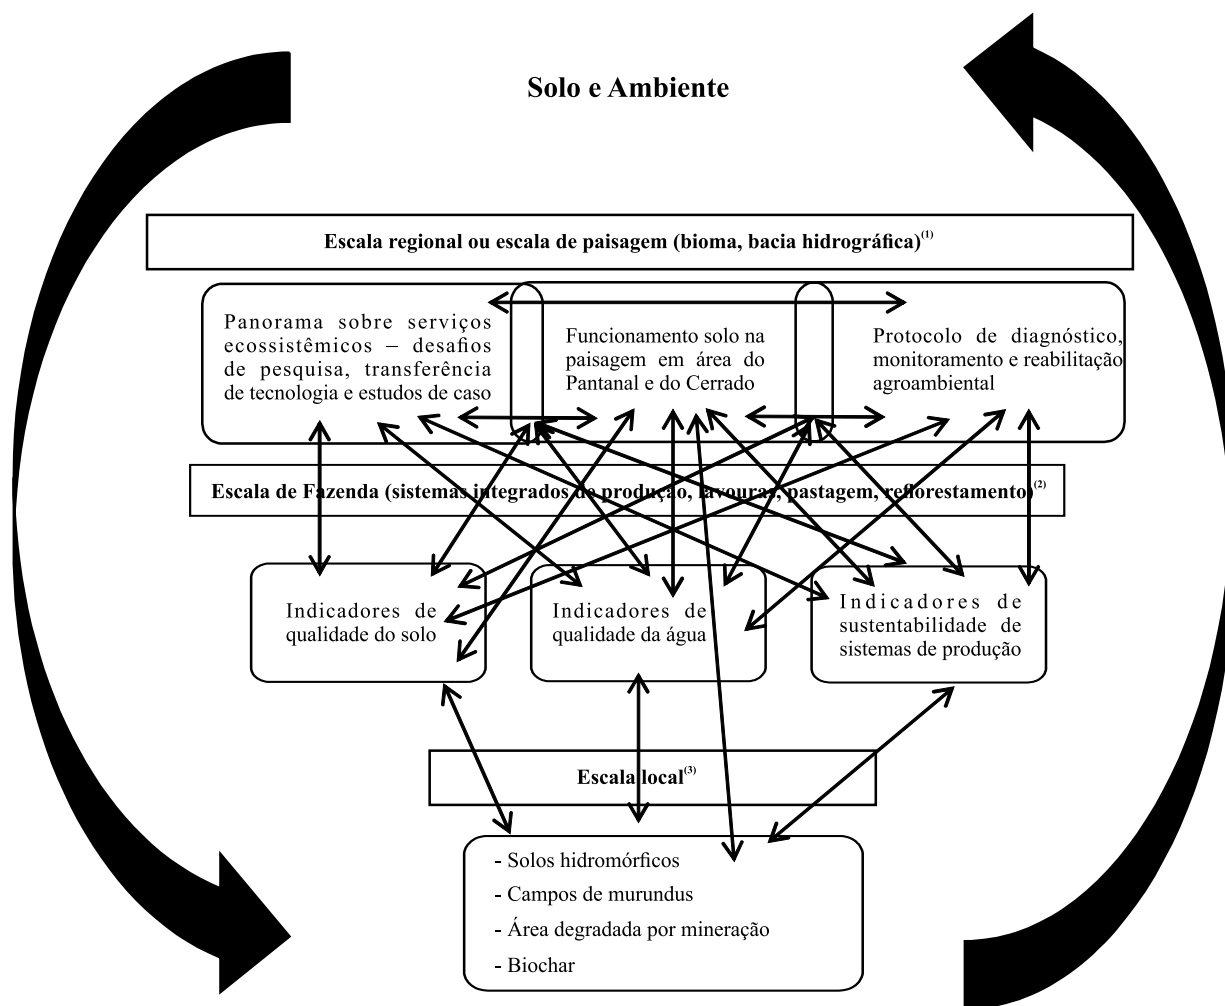 Solo e Ambiente
Escala regional ou escala de paisagem (bioma, bacia hidrográfica)(1)
Panorama sobre serviços
ecossistêmicos – desafios
de pesquisa, transferência
de tecnologia e estudos de caso
Funcionamento solo na
paisagem em área do
Pantanal e do Cerrado
Protocolo de diagnóstico,
monitoramento e reabilitação
agroambiental
Escala de Fazenda (sistemas integrados de produção, lavouras, pastagem, reflorestamento)(2)
Indicadores de
qualidade do solo
Indicadores de
qualidade da água
Indicadores de
sustentabilidade de
sistemas de produção
Escala local(3)
- Solos hidromórficos
- Campos de murundus
- Área degradada por mineração
- Biochar